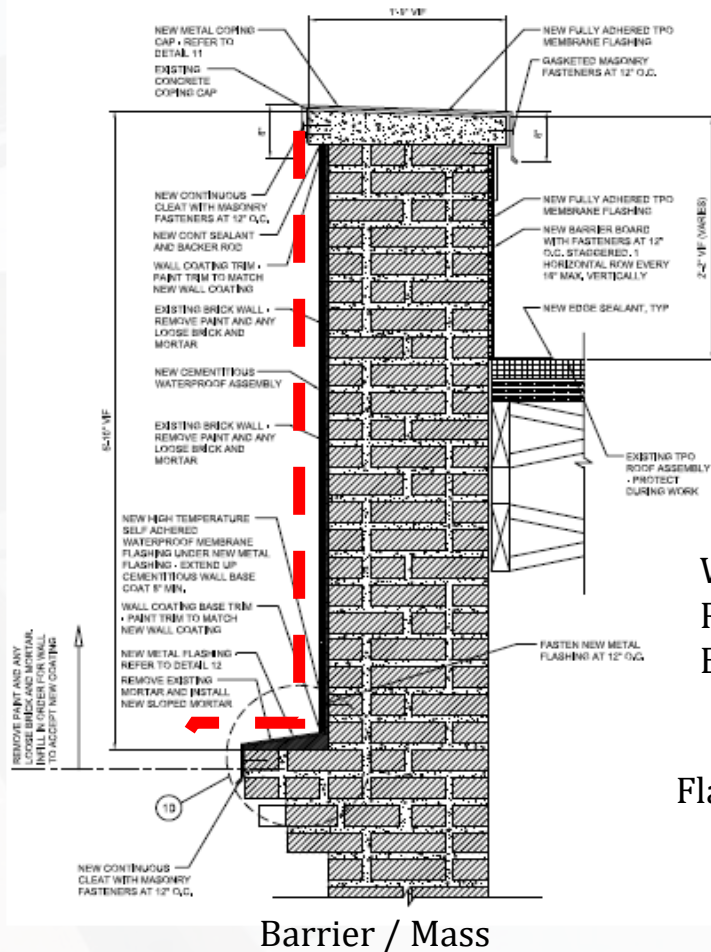 1'-9" VIF
NEW METAL COPING
CAP - REFER TO
DETAIL 11
EXISTING
CONCRETE
COPING CAP
NEW FULLY ADHERED TPO
MEMBRANE FLASHING
GASKETED MASONRY
FASTENERS AT 12" O.C.
6"
6"
NEW CONTINUOUS
CLEAT WITH MASONRY
FASTENERS AT 12" O.C.
NEW CONT SEALANT
AND BACKER ROD
WALL COATING TRIM -
PAINT TRIM TO MATCH
NEW WALL COATING
EXISTING BRICK WALL -
REMOVE PAINT AND ANY
LOOSE BRICK AND
MORTAR
NEW CEMENTITIOUS
WATERPROOF ASSEMBLY
EXISTING BRICK WALL -
REMOVE PAINT AND ANY
LOOSE BRICK AND
MORTAR
NEW HIGH TEMPERATURE
SELF ADHERED
WATERPROOF MEMBRANE
FLASHING UNDER NEW METAL
FLASHING - EXTEND UP
CEMENTITIOUS WALL BASE
COAT 8" MIN.
WALL COATING BASE TRIM
- PAINT TRIM TO MATCH
NEW WALL COATING
NEW METAL FLASHING
REFER TO DETAIL 12
REMOVE EXISTING
MORTAR AND INSTALL
NEW SLOPED MORTAR
NEW FULLY ADHERED TPO
MEMBRANE FLASHING
NEW BARRIER BOARD
WITH FASTENERS AT 12"
O.C. STAGGERED. 1
HORIZONTAL ROW EVERY
16" MAX. VERTICALLY
2'-2" VIF (VARIES)
NEW EDGE SEALANT, TYP
EXISTING TPO
ROOF ASSEMBLY
- PROTECT
DURING WORK
FASTEN NEW METAL
FLASHING AT 12" O.C.
REMOVE PAINT AND ANY
LOOSE BRICK AND MORTAR.
INFILL IN ORDER FOR WALL
TO ACCEPT NEW COATING
10
NEW CONTINUOUS
CLEAT WITH MASONRY
FASTENERS AT 12" O.C.
Fla
Barrier / Mass